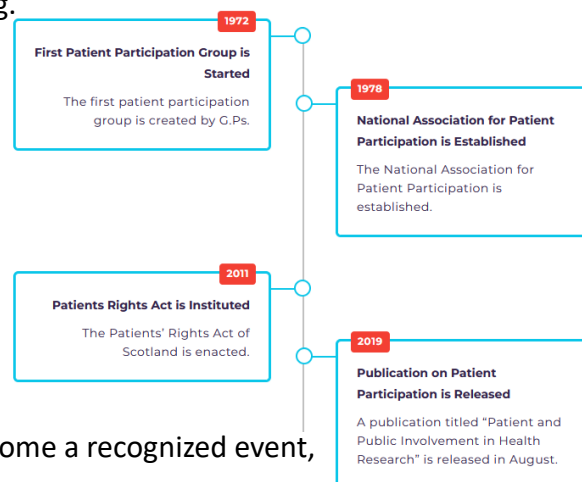 g.
1972
First Patient Participation Group is
Started
The first patient participation
group is created by G.Ps.
1978
National Association for Patient
Participation is Established
The National Association for
Patient Participation is
established.
2011
Patients Rights Act is Instituted
The Patients' Rights Act of
Scotland is enacted.
2019
Publication on Patient
Participation is Released
A publication titled "Patient and
Public Involvement in Health
Research" is released in August.
ome a recognized event,